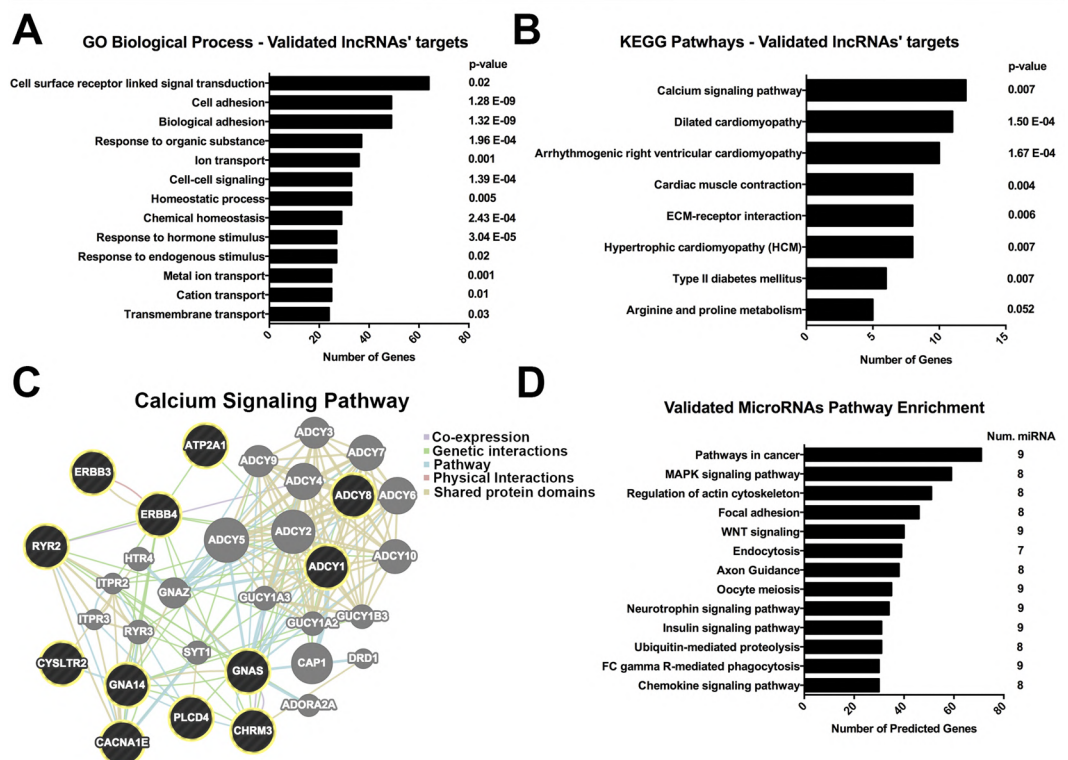 A
GO Biological Process - Validated lncRNAs' targets
p-value
Cell surface receptor linked signal transduction 0.02
Cell adhesion 1.28 E-09
Biological adhesion 1.32 E-09
Response to organic substance 1.96 E-04
Ion transport 0.001
Cell-cell signaling 1.39 E-04
Homeostatic process 0.005
Chemical homeostasis 2.43 E-04
Response to hormone stimulus 3.04 E-05
Response to endogenous stimulus 0.02
Metal ion transport 0.001
Cation transport 0.01
Transmembrane transport 0.03
0 20 40 60 80
Number of Genes
B
KEGG Patwhays - Validated lncRNAs' targets
p-value
Calcium signaling pathway 0.007
Dilated cardiomyopathy 1.50 E-04
Arrhythmogenic right ventricular cardiomyopathy 1.67 E-04
Cardiac muscle contraction 0.004
ECM-receptor interaction 0.006
Hypertrophic cardiomyopathy (HCM) 0.007
Type II diabetes mellitus 0.007
Arginine and proline metabolism 0.052
0 5 10 15
Number of Genes
C
Calcium Signaling Pathway
Co-expression
Genetic interactions
Pathway
Physical Interactions
Shared protein domains
ADCY3
ATP2A1
ADCY7
ADCY9
ERBB3
ADCY4
ADCY8
ADCY6
ERBB4
ADCY2
ADCY5
RYR2
ADCY10
HTR4
ADCY1
ITPR2
GNAZ
GUCY1A3
GUCY1B3
ITPR3
GUCY1A2
RYR3
SYT1
DRD1
CYSLTR2
CAP1
GNAS
GNA14
ADORA2A
PLCD4
CHRM3
CACNA1E
D
Validated MicroRNAs Pathway Enrichment
Num. miRNA
Pathways in cancer 9
MAPK signaling pathway 8
Regulation of actin cytoskeleton 8
Focal adhesion 8
WNT signaling 9
Endocytosis 7
Axon Guidance 8
Oocyte meiosis 9
Neurotrophin signaling pathway 9
Insulin signaling pathway 9
Ubiquitin-mediated proteolysis 8
FC gamma R-mediated phagocytosis 9
Chemokine signaling pathway 8
0 20 40 60 80
Number of Predicted Genes